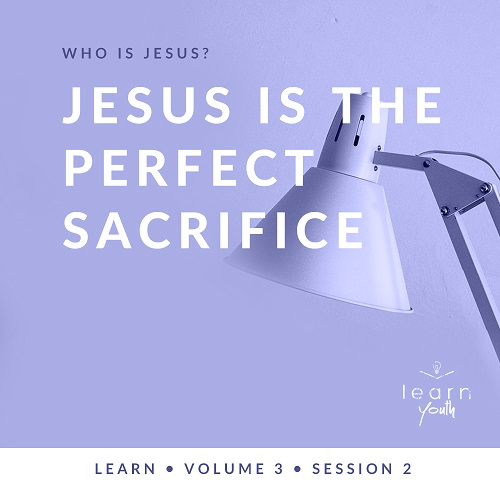 WHO IS JESUS?
JESUS IS THE
PERFECT
SACRIFICE
learn
youth
LEARN • VOLUME 3 • SESSION 2